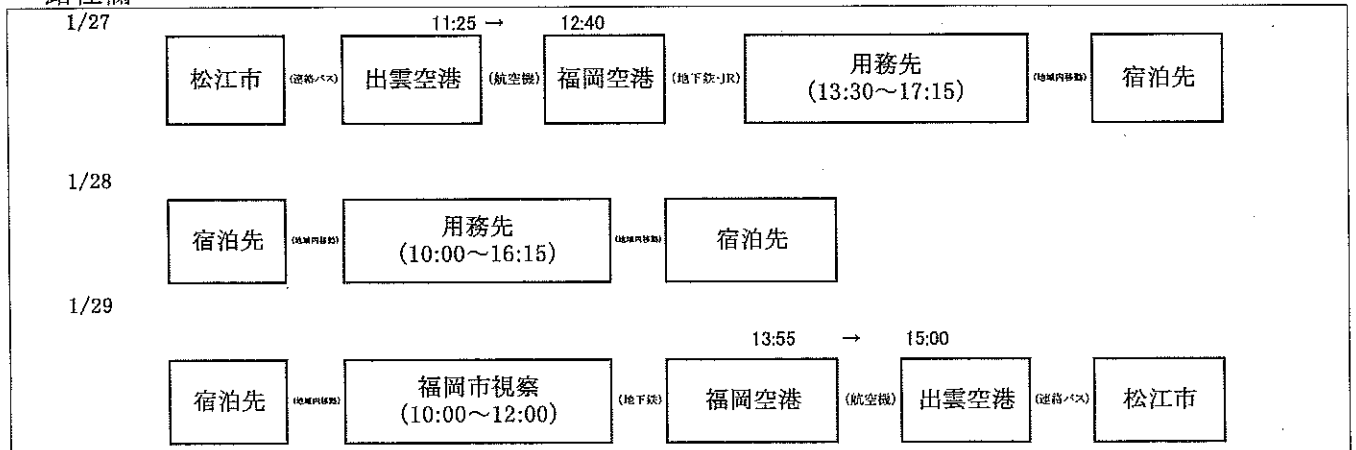 1/27
11:25 → 12:40
松江市 (連絡バス) 出雲空港 (航空機) 福岡空港 (地下鉄・JR) 用務先 (地域内移動) 宿泊先
(13:30～17:15)
1/28
宿泊先 (地域内移動) 用務先 (地域内移動) 宿泊先
(10:00～16:15)
1/29
13:55 → 15:00
宿泊先 (地域内移動) 福岡市視察 (地下鉄) 福岡空港 (航空機) 出雲空港 (連絡バス) 松江市
(10:00～12:00)